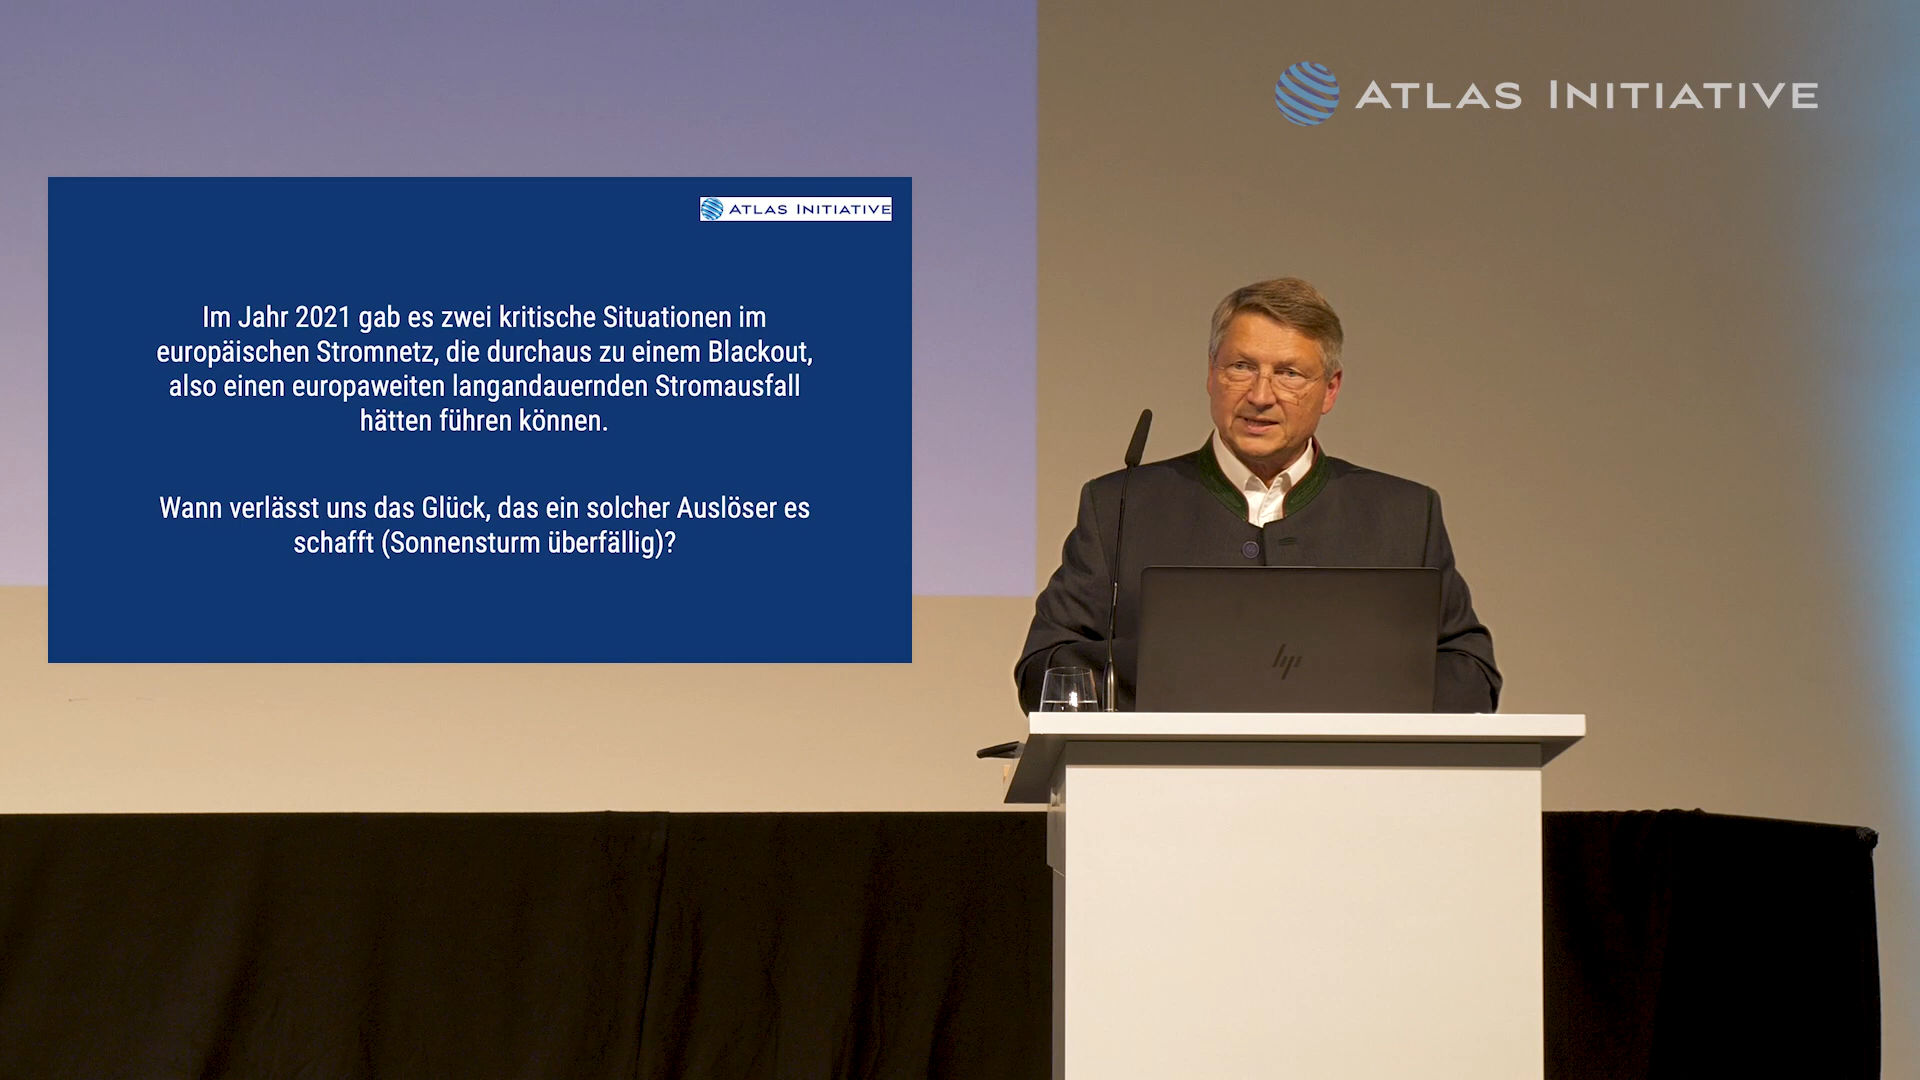 ATLAS INITIATIVE
ATLAS INITIATIVE
Im Jahr 2021 gab es zwei kritische Situationen im
europäischen Stromnetz, die durchaus zu einem Blackout,
also einen europaweiten langandauernden Stromausfall
hätten führen können.
Wann verlässt uns das Glück, das ein solcher Auslöser es
schafft (Sonnensturm überfällig)?
hp